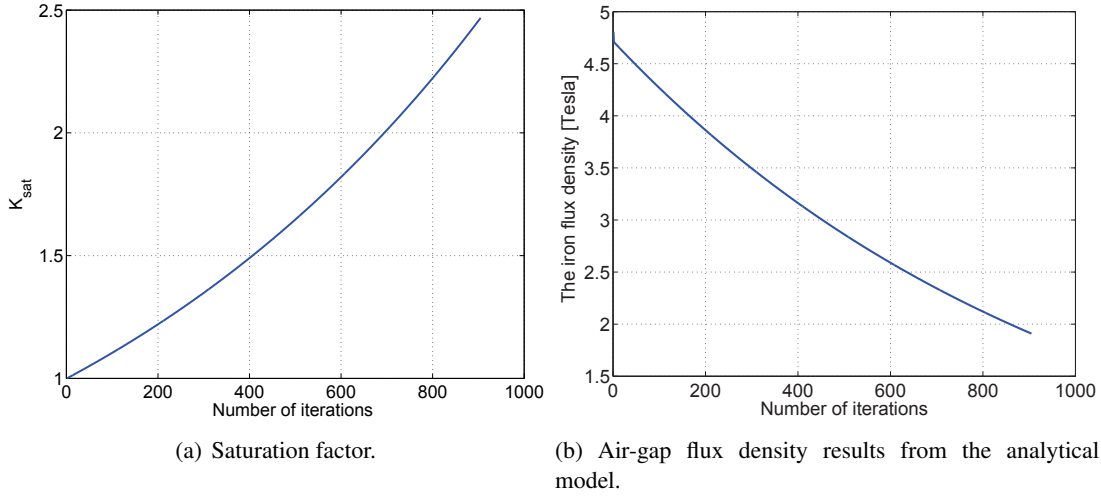 2.5
2
1.5
1
K_sat
0 200 400 600 800 1000
Number of iterations
(a) Saturation factor.
5
4.5
4
3.5
3
2.5
2
1.5
The iron flux density [Tesla]
0 200 400 600 800 1000
Number of iterations
(b) Air-gap flux density results from the analytical
model.